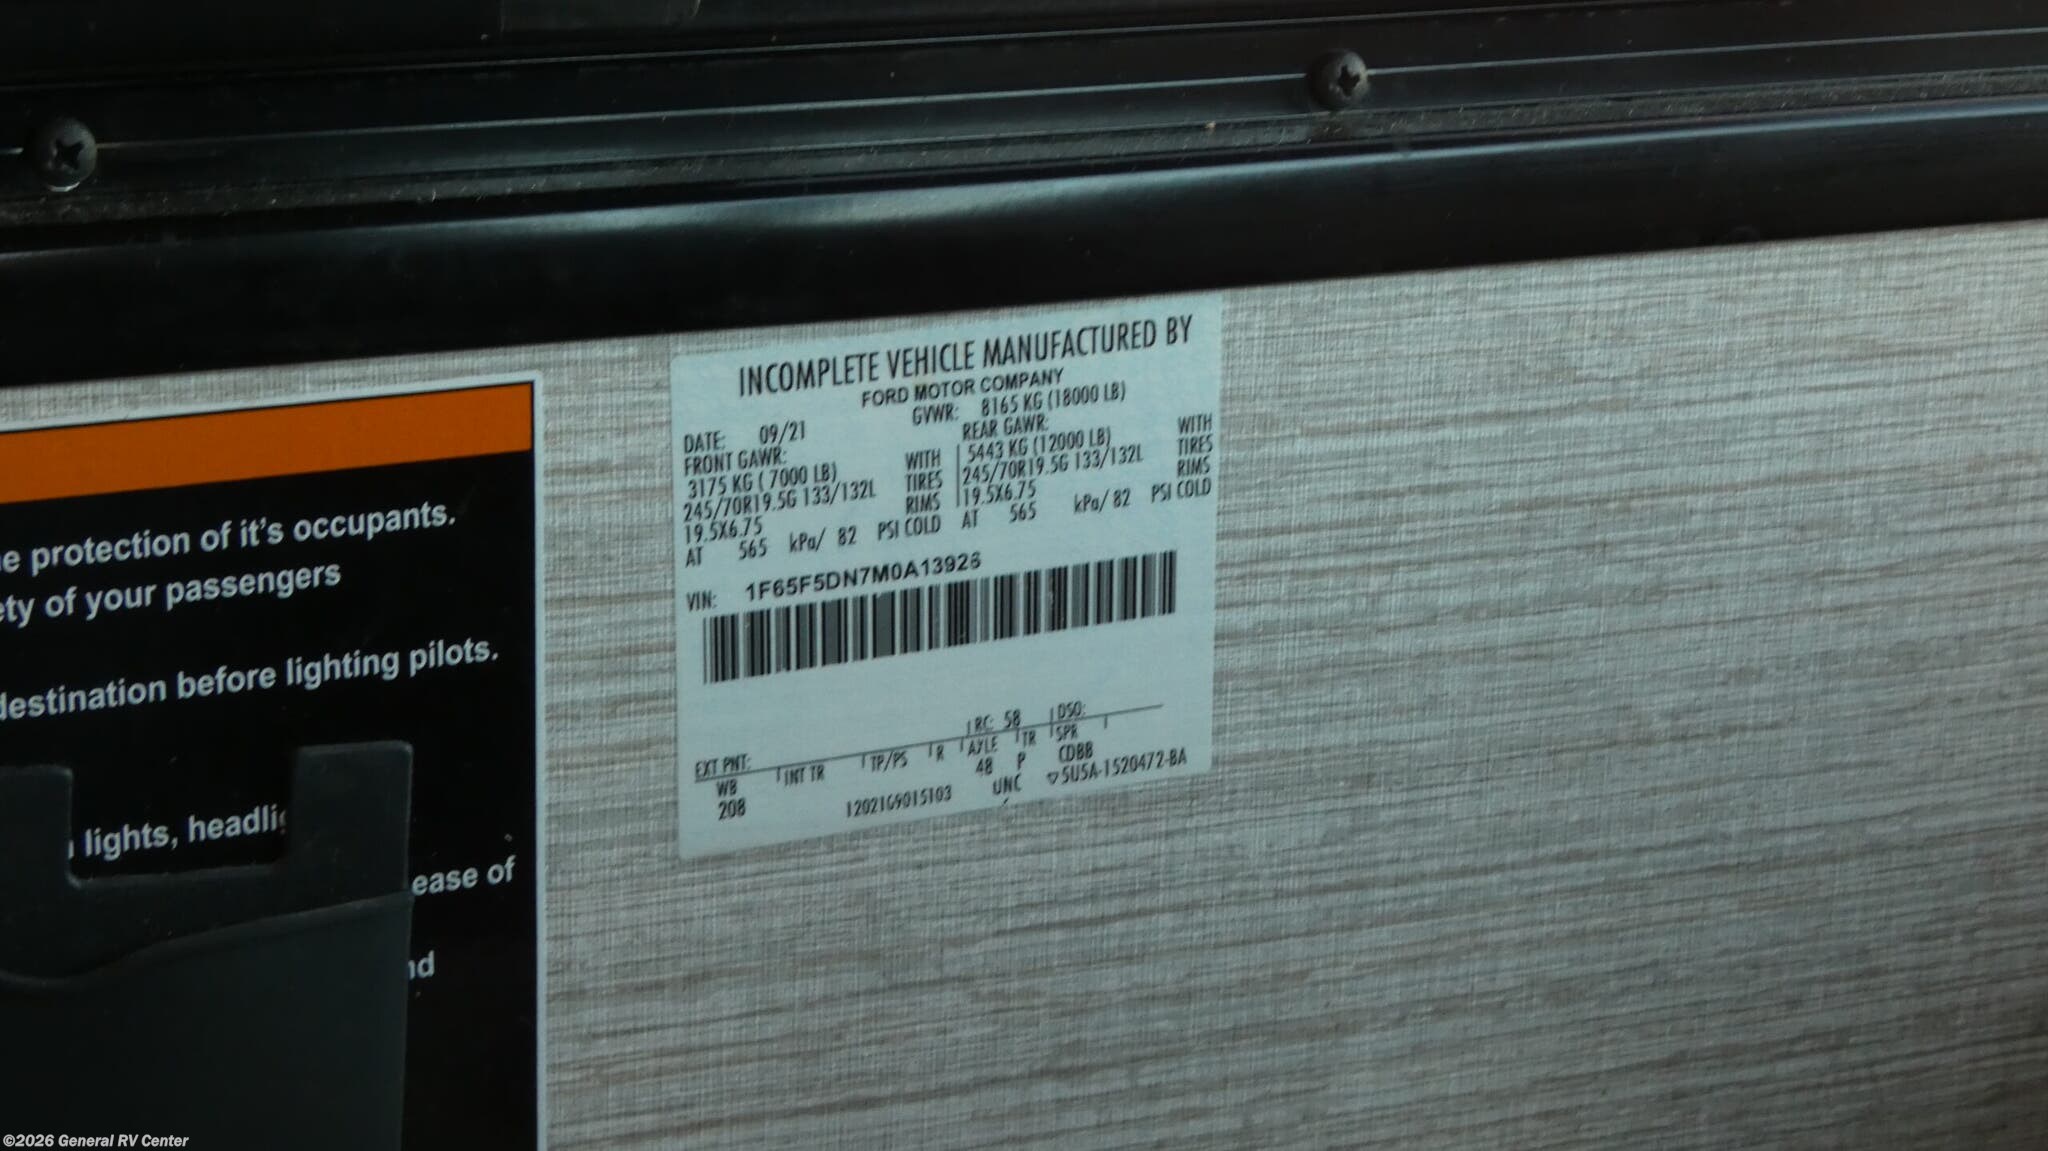 INCOMPLETE VEHICLE MANUFACTURED BY
FORD MOTOR COMPANY
DATE: 09/21 GVWR: 8165 KG (18000 LB)
FRONT GAWR: REAR GAWR:
3175 KG ( 7000 LB) WITH 5443 KG (12000 LB) WITH
245/70R19.5G 133/132L TIRES 245/70R19.5G 133/132L TIRES
19.5X6.75 RIMS 19.5X6.75 RIMS
AT 565 kPa/ 82 PSI COLD AT 565 kPa/ 82 PSI COLD
VIN: 1F65F5DN7M0A13926
EXT PNT: RC: 58 DSO:
WB INT TR TP/PS R AXLE TR SPR
208 48 P CDBB
1202109015103 UNC 5U5A-1520472-BA
e protection of it's occupants.
ety of your passengers
destination before lighting pilots.
lights, headlig
ease of
nd
©2026 General RV Center